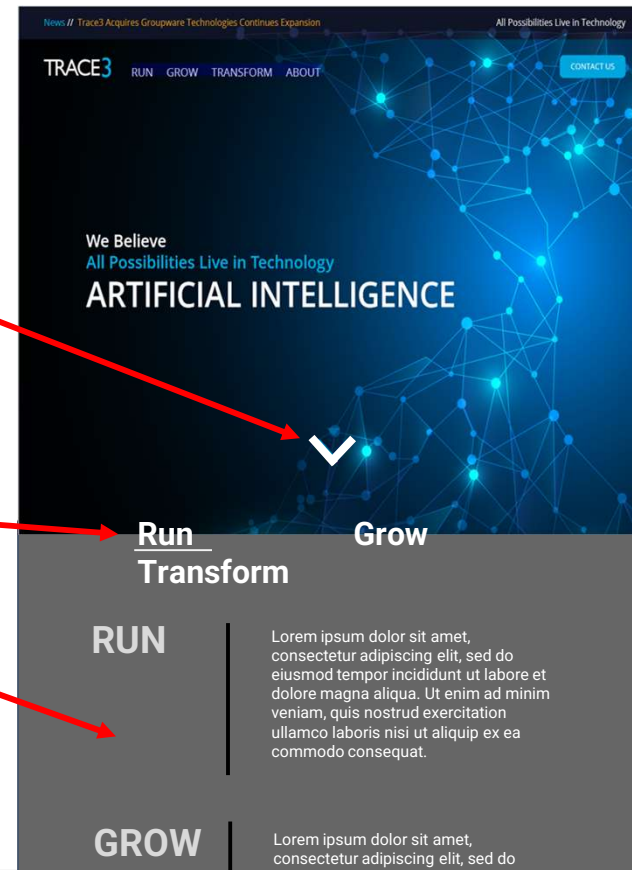 News // Trace3 Acquires Groupware Technologies Continues Expansion
All Possibilities Live in Technology
TRACE3
RUN GROW TRANSFORM ABOUT
CONTACT US
We Believe
All Possibilities Live in Technology
ARTIFICIAL INTELLIGENCE
Run Grow
Transform
RUN
Lorem ipsum dolor sit amet,
consectetur adipiscing elit, sed do
eiusmod tempor incididunt ut labore et
dolore magna aliqua. Ut enim ad minim
veniam, quis nostrud exercitation
ullamco laboris nisi ut aliquip ex ea
commodo consequat.
GROW
Lorem ipsum dolor sit amet,
consectetur adipiscing elit, sed do